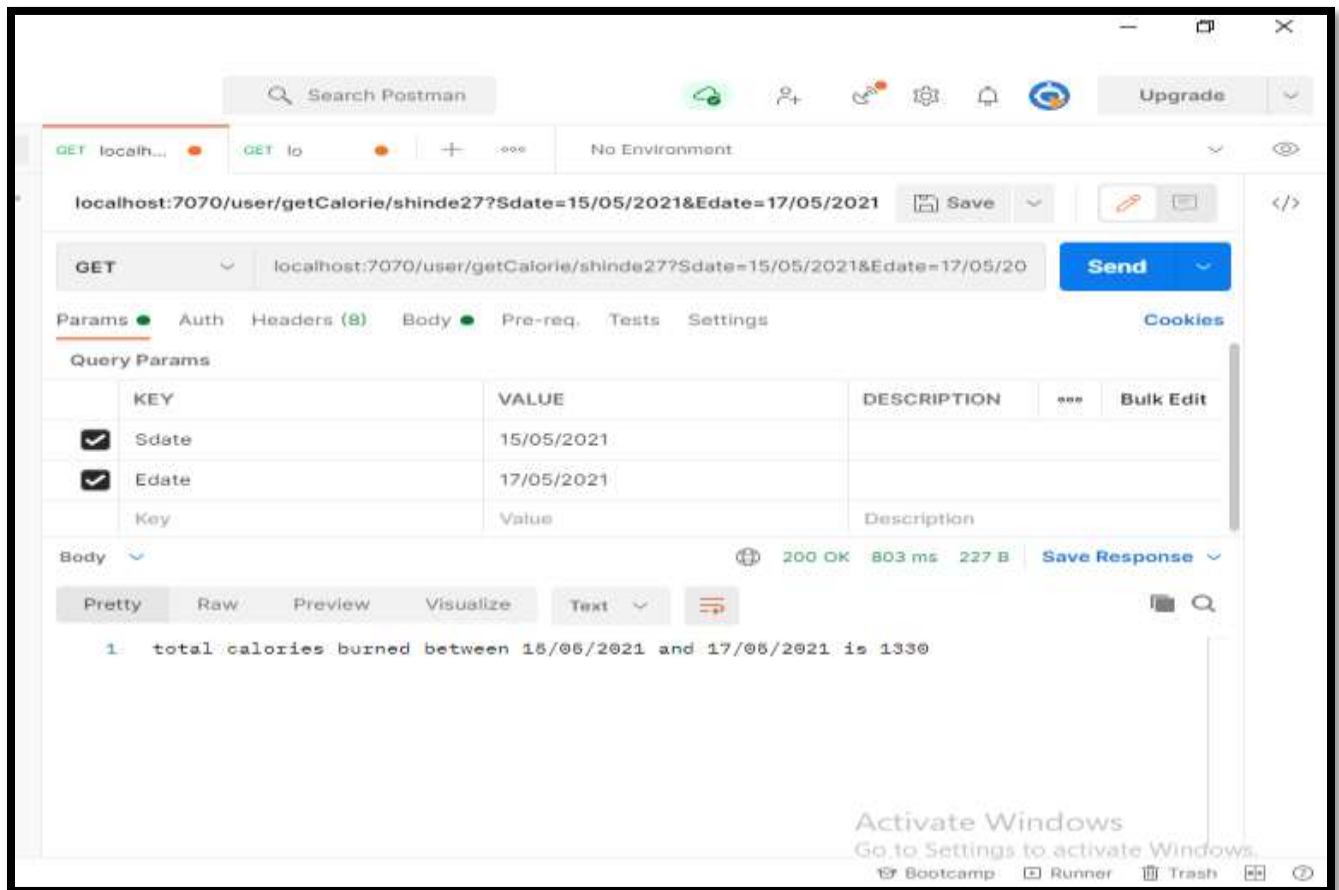 Search Postman
Upgrade
GET localh...
GET lo
No Environment
localhost:7070/user/getCalorie/shinde27?Sdate=15/05/2021&Edate=17/05/2021
Save
</>
GET
localhost:7070/user/getCalorie/shinde27?Sdate=15/05/2021&Edate=17/05/20
Send
Params Auth Headers (8) Body Pre-req. Tests Settings
Cookies
Query Params
KEY VALUE DESCRIPTION Bulk Edit
Sdate 15/05/2021
Edate 17/05/2021
Key Value Description
Body 200 OK 803 ms 227 B Save Response
Pretty Raw Preview Visualize Text
1 total calories burned between 15/05/2021 and 17/05/2021 is 1330
Activate Windows
Go to Settings to activate Windows.
Bootcamp Runner Trash